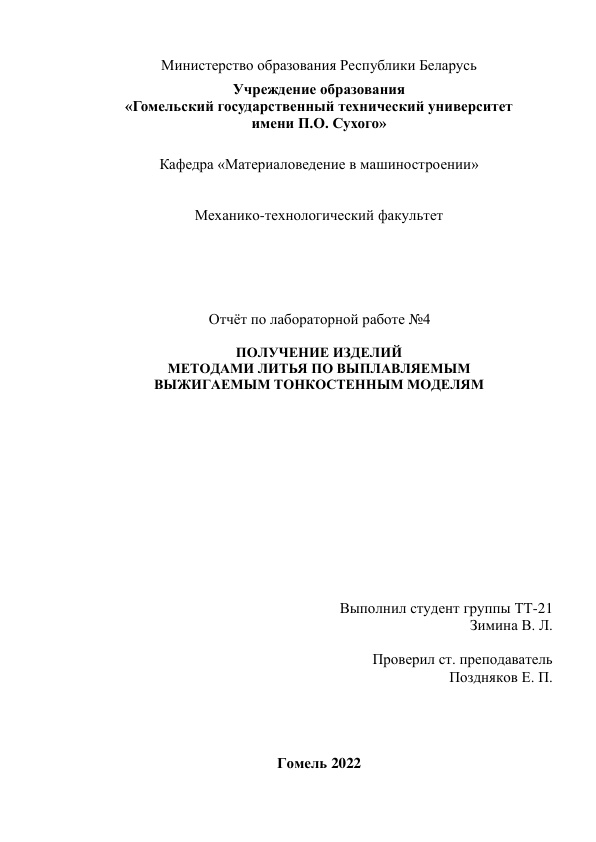 Министерство образования Республики Беларусь
Учреждение образования
«Гомельский государственный технический университет
имени П.О. Сухого»
Кафедра «Материаловедение в машиностроении»
Механико-технологический факультет
Отчёт по лабораторной работе №4
ПОЛУЧЕНИЕ ИЗДЕЛИЙ
МЕТОДАМИ ЛИТЬЯ ПО ВЫПЛАВЛЯЕМЫМ
ВЫЖИГАЕМЫМ ТОНКОСТЕННЫМ МОДЕЛЯМ
Выполнил студент группы ТТ-21
Зимина В. Л.
Проверил ст. преподаватель
Поздняков Е. П.
Гомель 2022